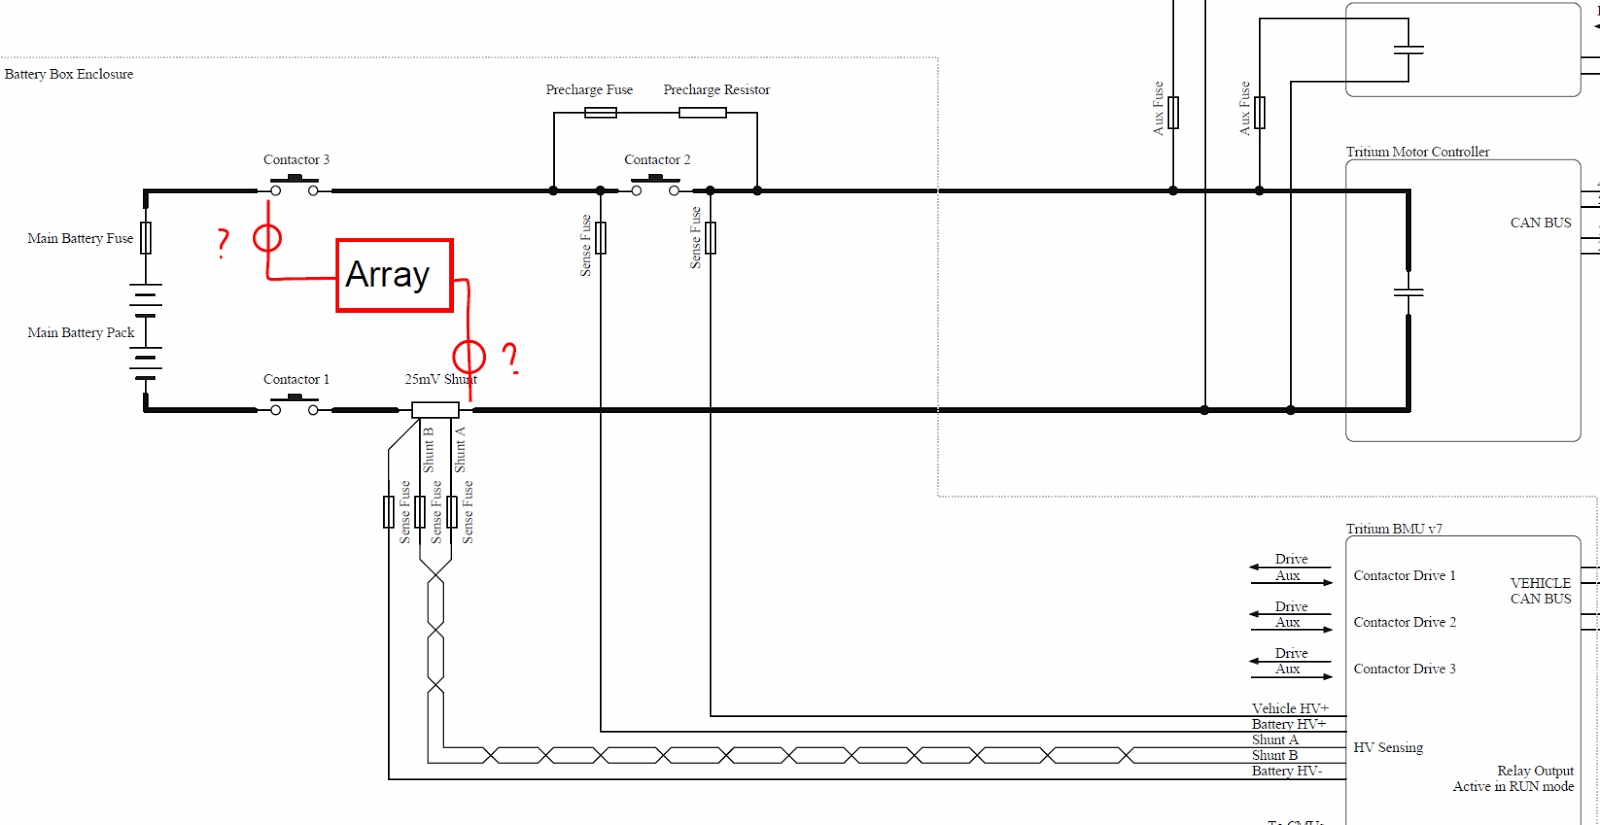 Battery Box Enclosure
Precharge Fuse
Precharge Resistor
Aux Fuse
Aux Fuse
Tritium Motor Controller
Contactor 3
Contactor 2
CAN BUS
Main Battery Fuse
?
Array
Sense Fuse
Sense Fuse
Main Battery Pack
?
Contactor 1
25mV Shunt
Shunt B
Shunt A
Sense Fuse
Sense Fuse
Sense Fuse
Tritium BMU v7
Drive
Aux
Contactor Drive 1
VEHICLE
CAN BUS
Drive
Aux
Contactor Drive 2
Drive
Aux
Contactor Drive 3
Vehicle HV+
Battery HV+
Shunt A
Shunt B
Battery HV-
HV Sensing
Relay Output
Active in RUN mode